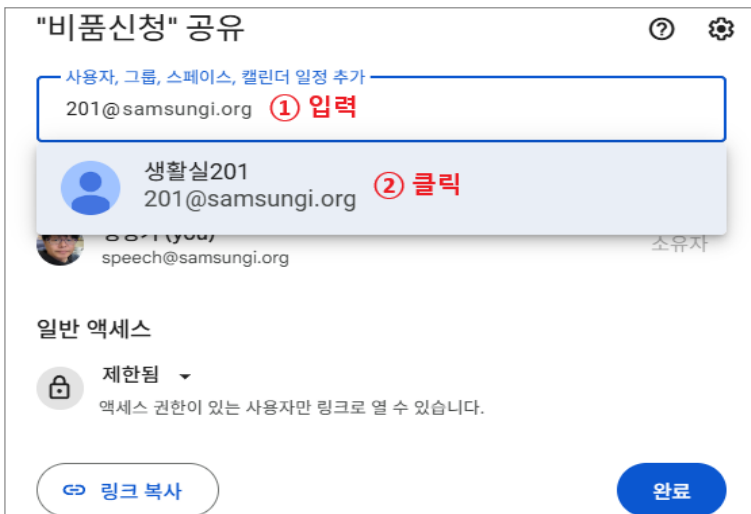 "비품신청" 공유
사용자, 그룹, 스페이스, 캘린더 일정 추가
201@samsungi.org ① 입력
생활실201
201@samsungi.org ② 클릭
(you)
speech@samsungi.org
소유자
일반 액세스
제한됨
액세스 권한이 있는 사용자만 링크로 열 수 있습니다.
링크 복사
완료